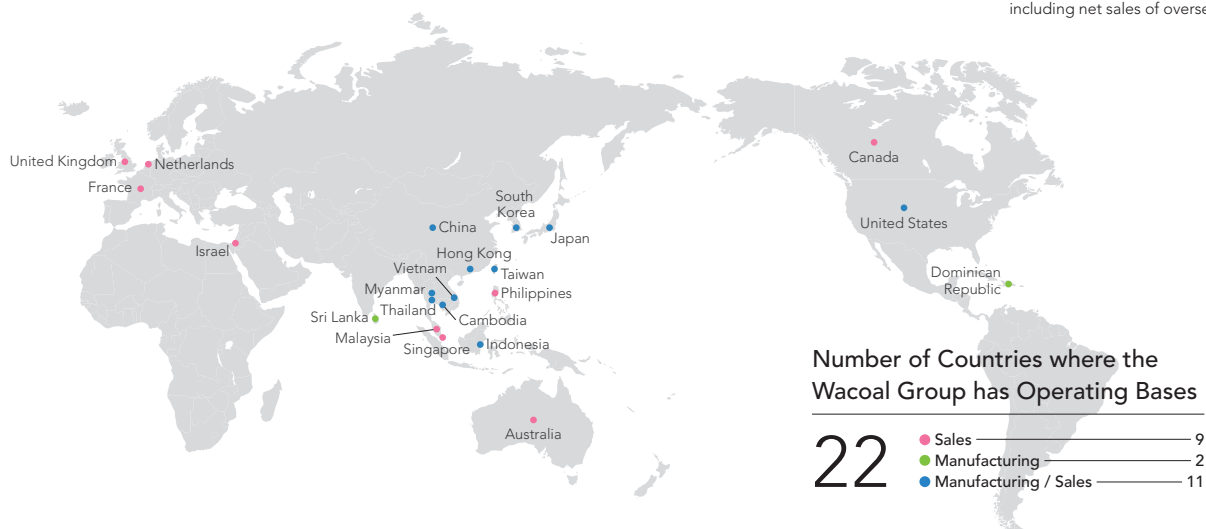 including net sales of overse
United Kingdom
Netherlands
France
Israel
China
South
Korea
Japan
Hong Kong
Vietnam
Taiwan
Myanmar
Philippines
Thailand
Sri Lanka
Cambodia
Malaysia
Singapore
Indonesia
Australia
Canada
United States
Dominican
Republic
Number of Countries where the
Wacoal Group has Operating Bases
22
Sales 9
Manufacturing 2
Manufacturing / Sales 11